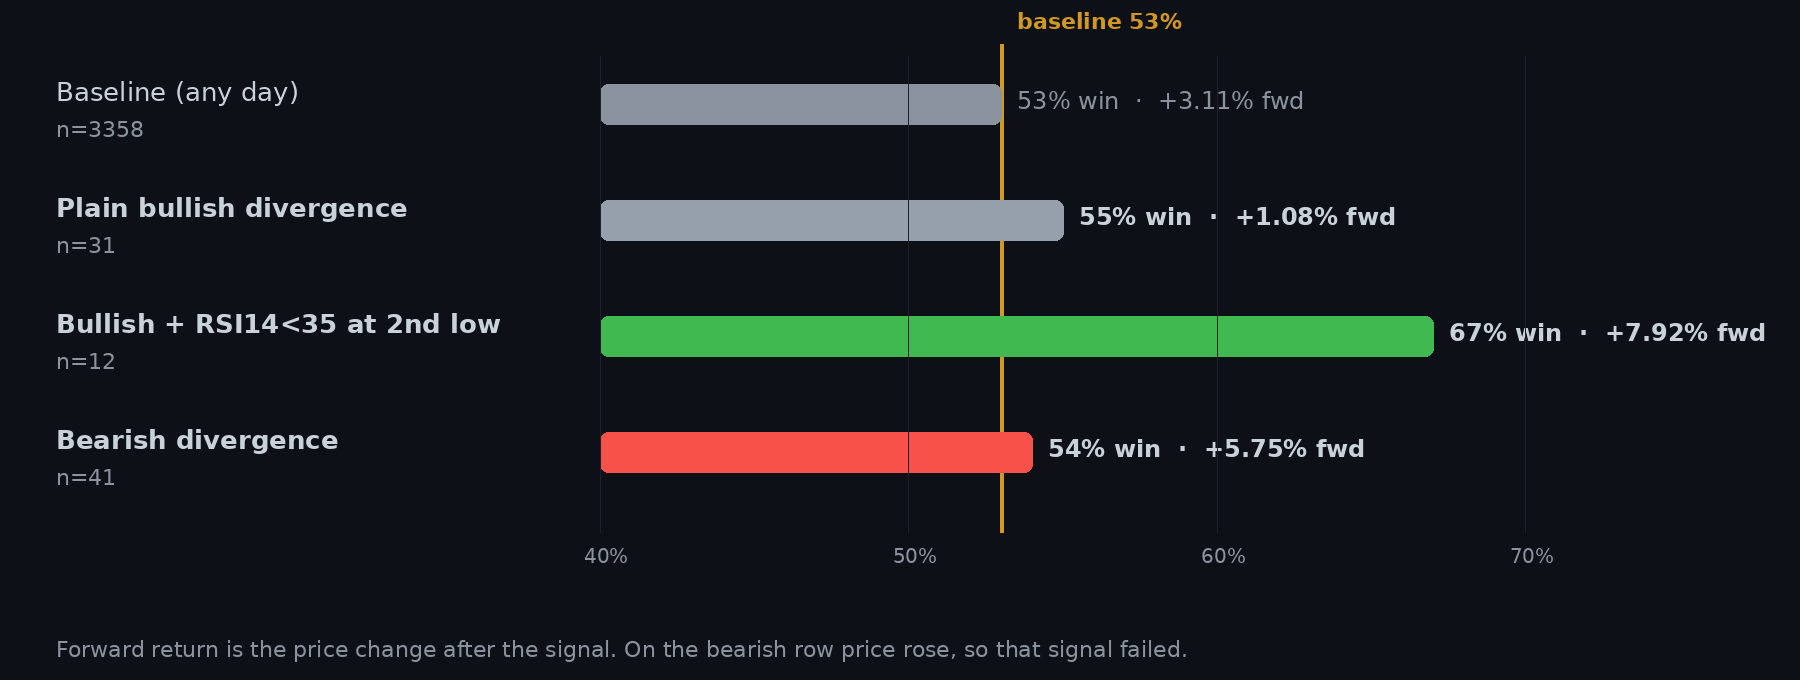 baseline 53%
Baseline (any day)
n=3358
53% win · +3.11% fwd
Plain bullish divergence
n=31
55% win · +1.08% fwd
Bullish + RSI14<35 at 2nd low
n=12
67% win · +7.92% fwd
Bearish divergence
n=41
54% win · +5.75% fwd
40% 50% 60% 70%
Forward return is the price change after the signal. On the bearish row price rose, so that signal failed.